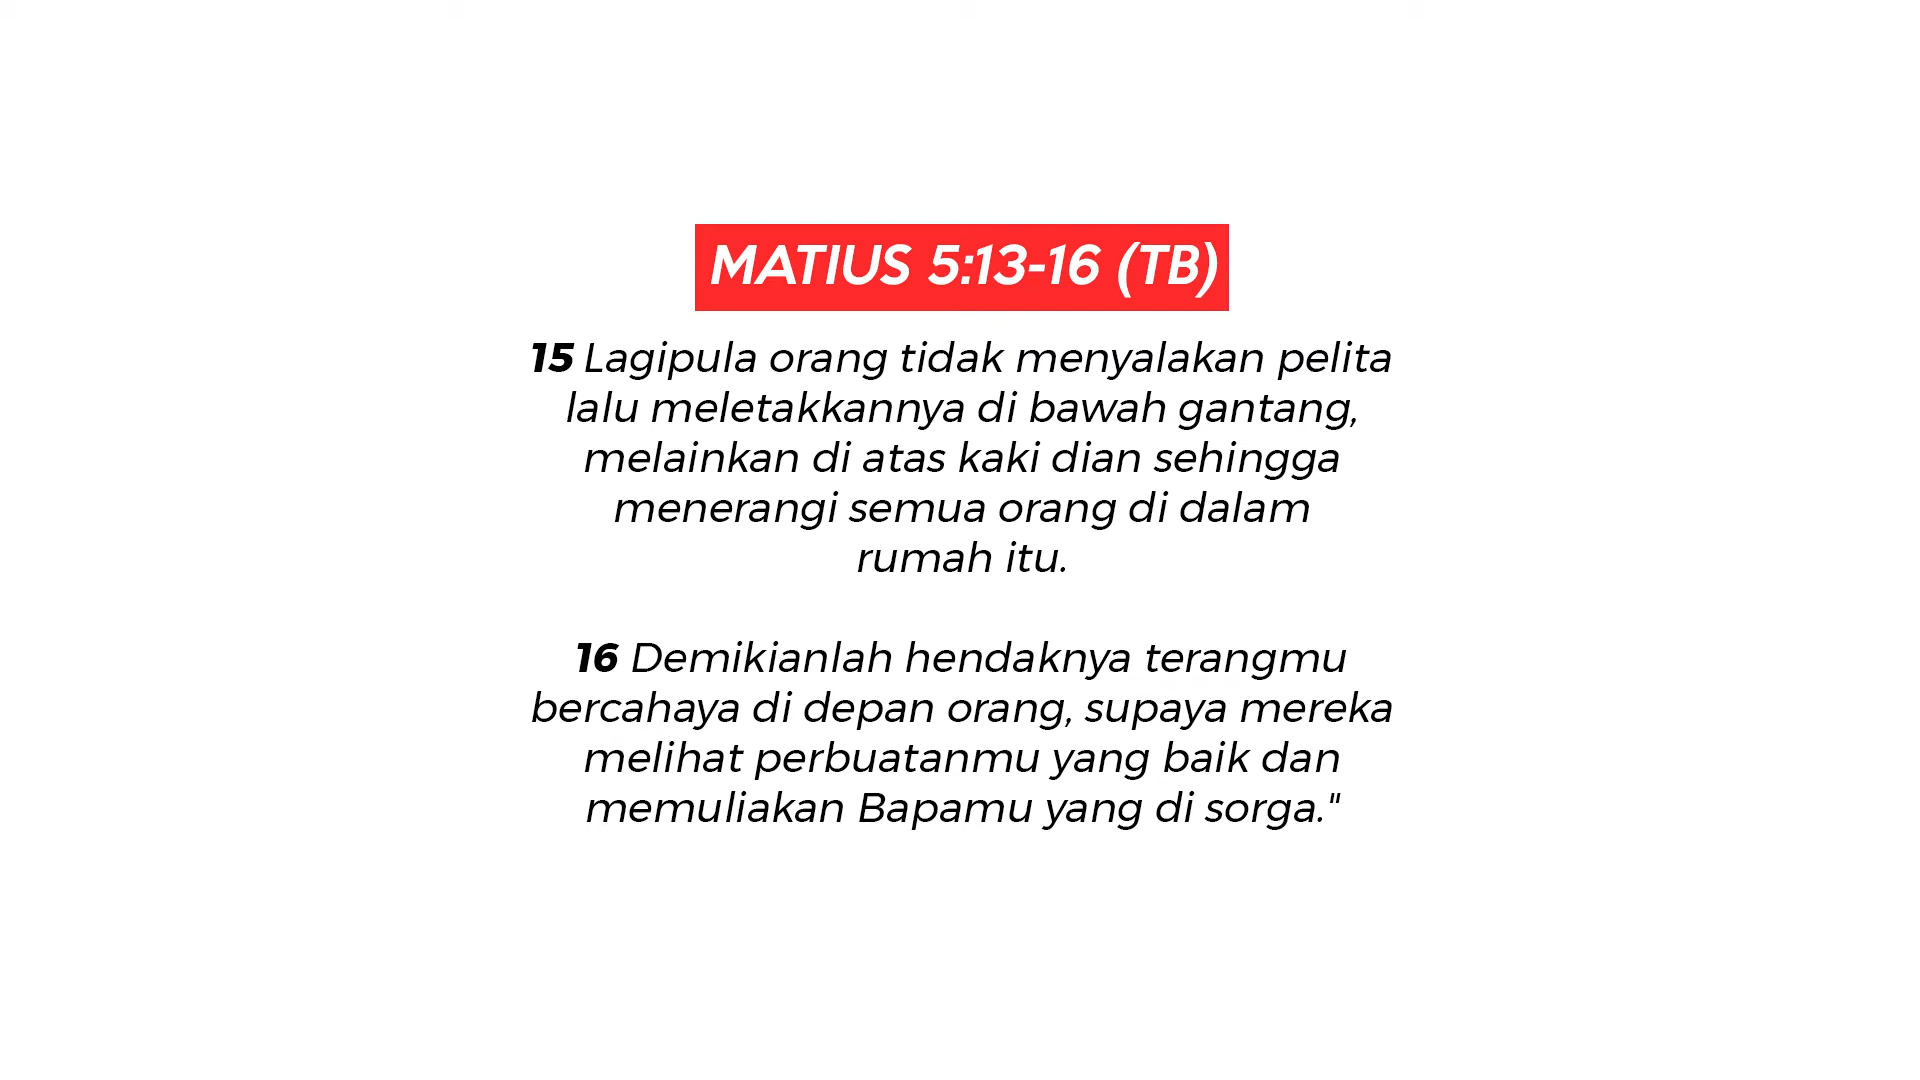 MATIUS 5:13-16 (TB)
15 Lagipula orang tidak menyalakan pelita
lalu meletakkannya di bawah gantang,
melainkan di atas kaki dian sehingga
menerangi semua orang di dalam
rumah itu.
16 Demikianlah hendaknya terangmu
bercahaya di depan orang, supaya mereka
melihat perbuatanmu yang baik dan
memuliakan Bapamu yang di sorga."